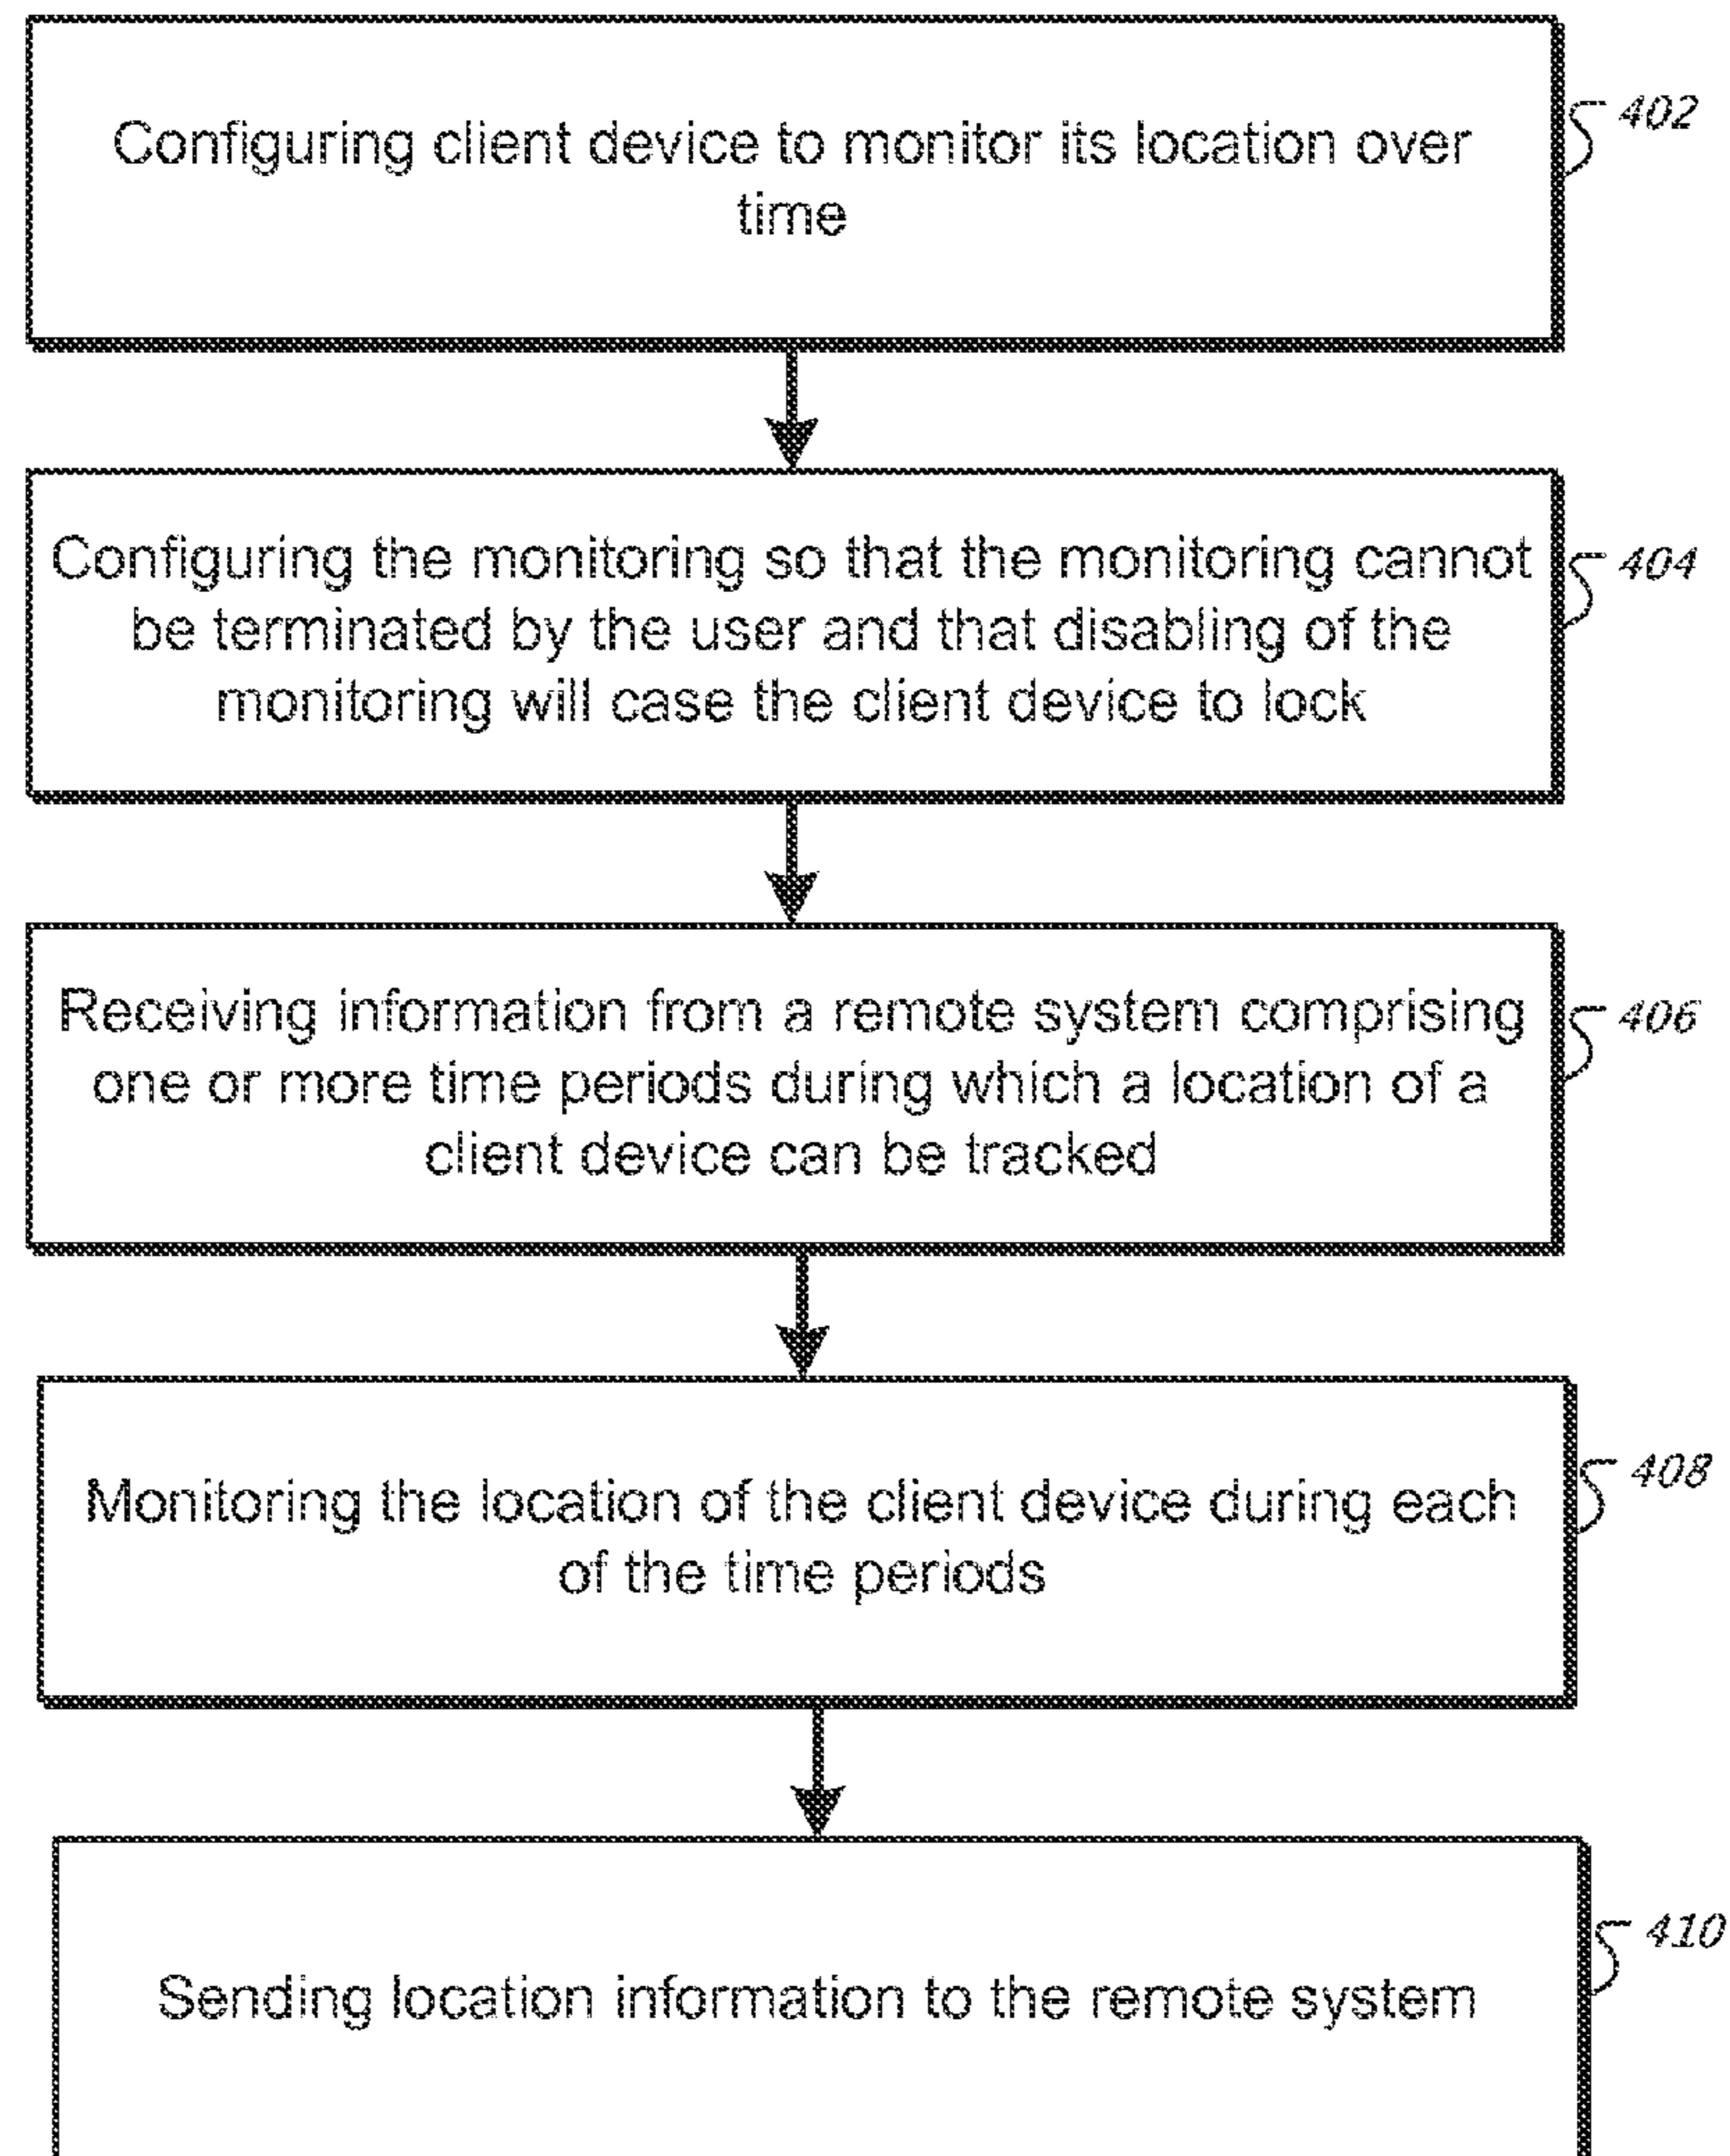 Configuring client device to monitor its location over
time
402
Configuring the monitoring so that the monitoring cannot
be terminated by the user and that disabling of the
monitoring will case the client device to lock
404
Receiving information from a remote system comprising
one or more time periods during which a location of a
client device can be tracked
406
Monitoring the location of the client device during each
of the time periods
408
Sending location information to the remote system
410